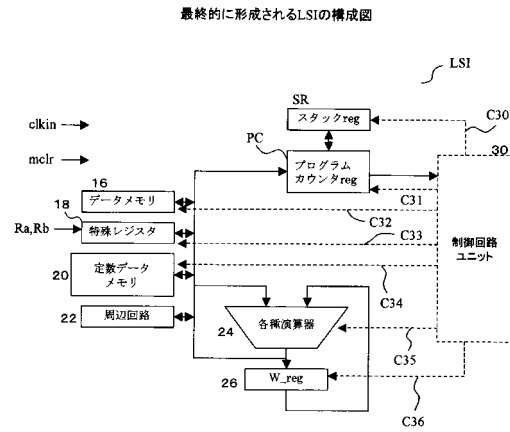 最終的に形成されるLSIの構成図
LSI
SR
スタックreg
C30
clkin
PC
mclr
プログラム
カウンタreg
30
16
データメモリ
C31
18
C32
Ra,Rb
特殊レジスタ
C33
制御回路
ユニット
20
定数データ
メモリ
C34
22
周辺回路
24
各種演算器
C35
26
W_reg
C36